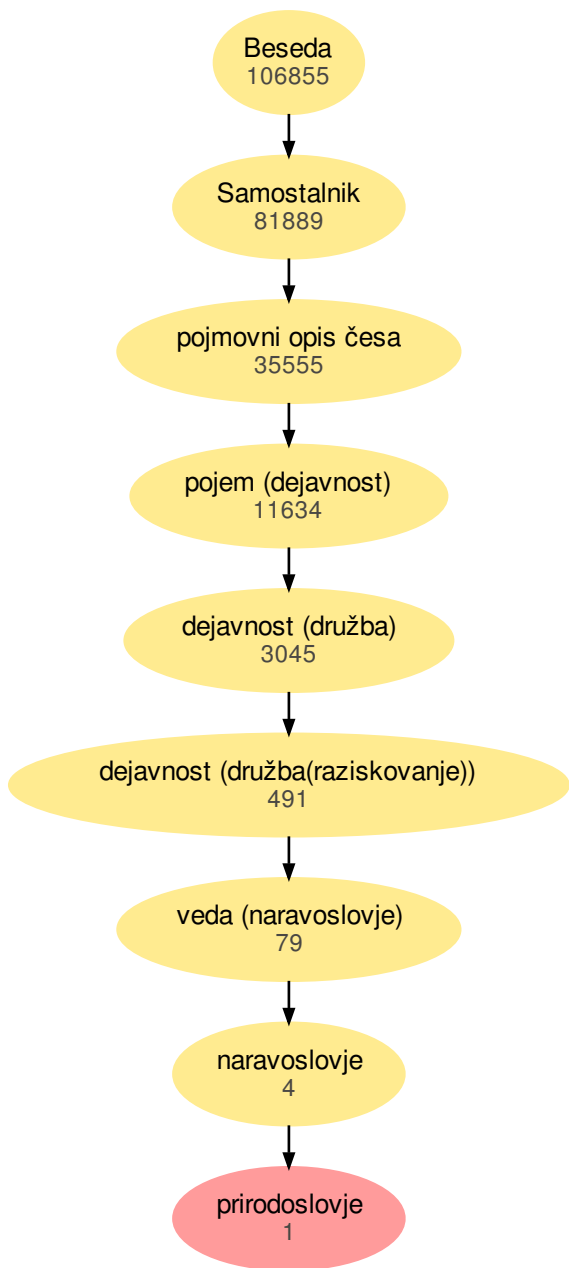 Beseda
106855
Samostalnik
81889
pojmovni opis česa
35555
pojem (dejavnost)
11634
dejavnost (družba)
3045
dejavnost (družba(raziskovanje))
491
veda (naravoslovje)
79
naravoslovje
4
prirodoslovje
1